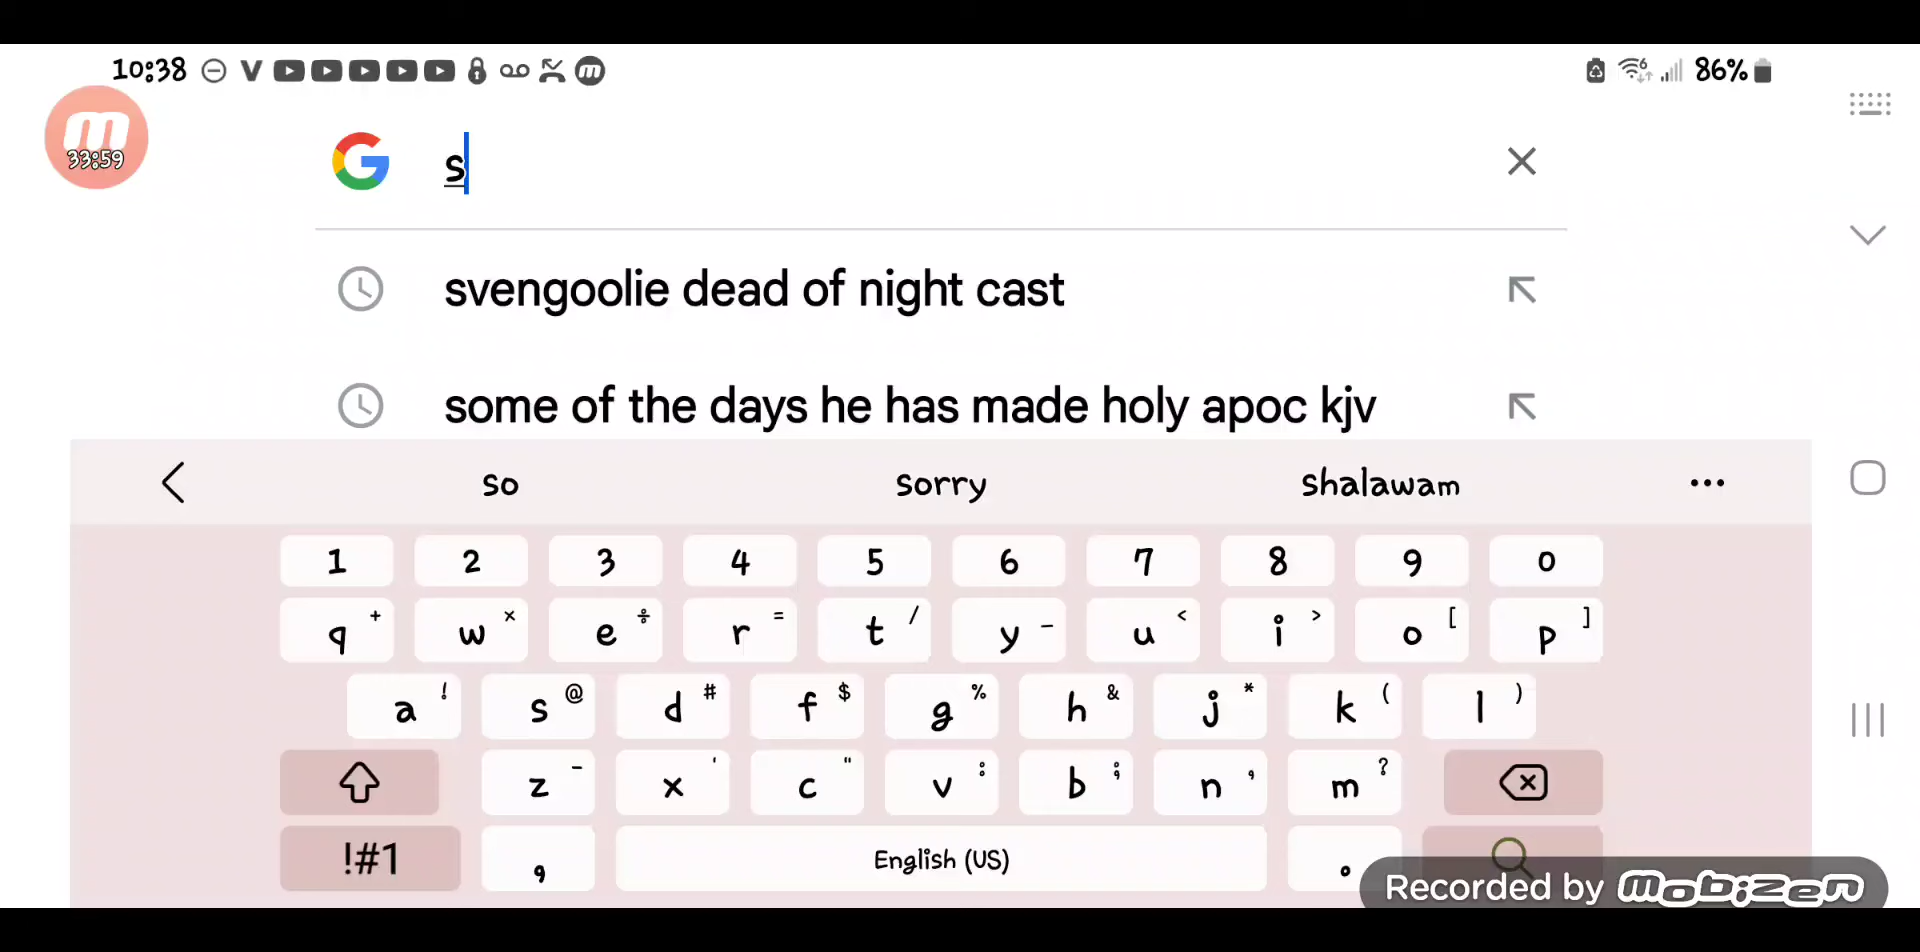 10:38 V m 6 86%
m
33:59
G s
svengoolie dead of night cast
some of the days he has made holy apoc kjv
so sorry shalawam ...
1 2 3 4 5 6 7 8 9 0
q + w × e ÷ r = t / y - u < i > o [ p ]
a ! s @ d # f $ g % h & j * k ( l )
z - x ' c " v : b ; n , m ?
!#1 , English (US) .
Recorded by mobizen